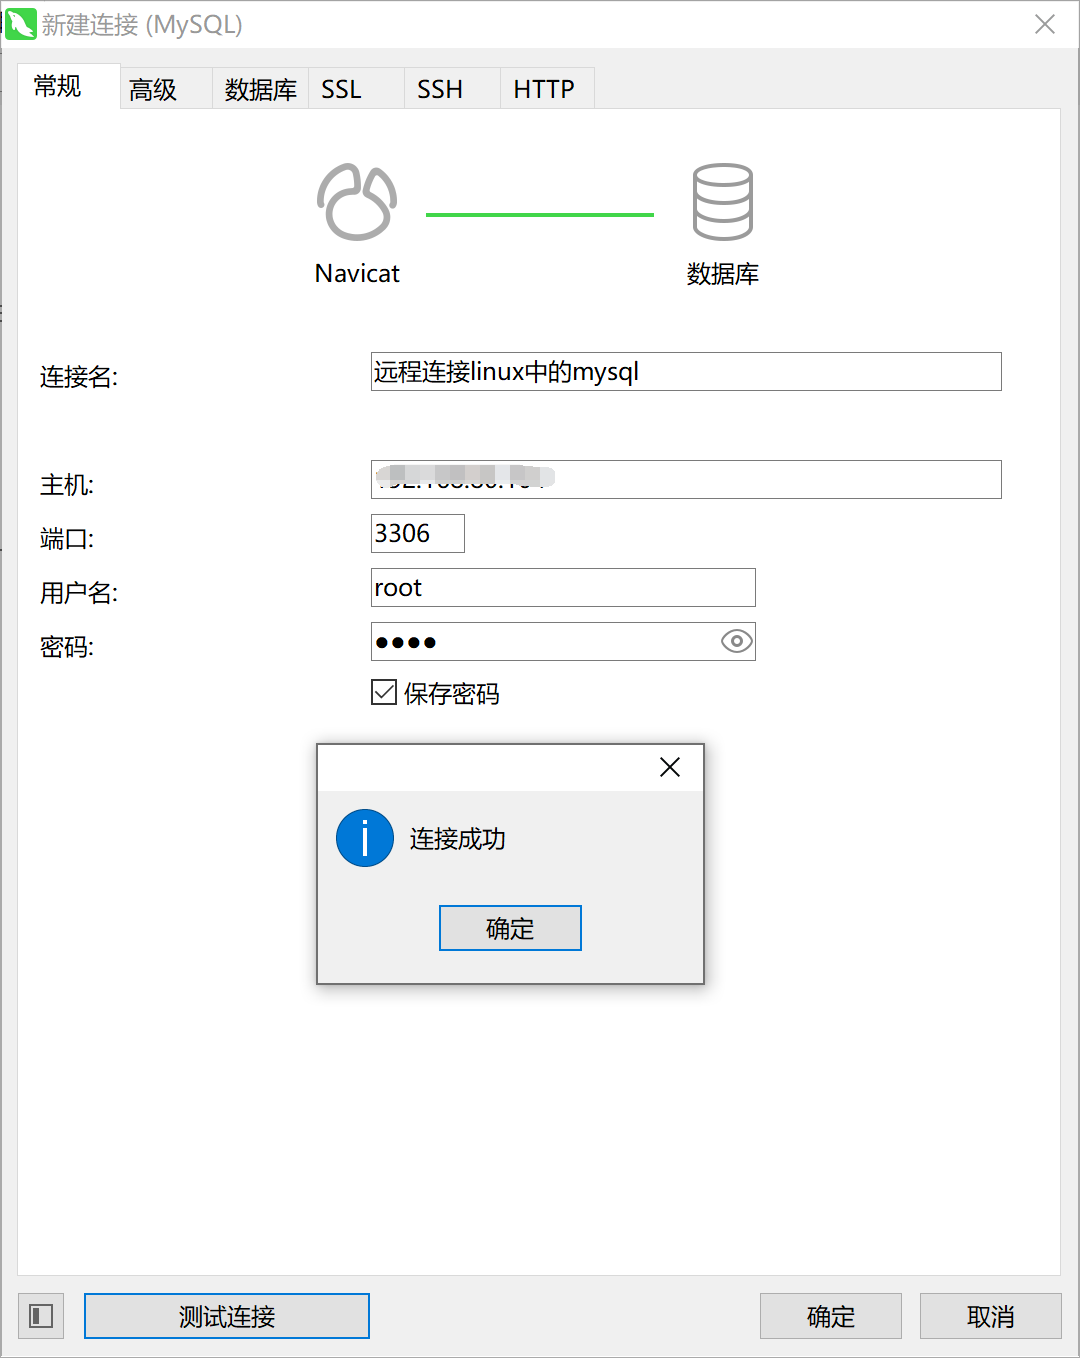 新建连接 (MySQL)
常规 高级 数据库 SSL SSH HTTP
Navicat 数据库
连接名: 远程连接linux中的mysql
主机:
端口: 3306
用户名: root
密码: ●●●●
保存密码
连接成功
确定
测试连接 确定 取消